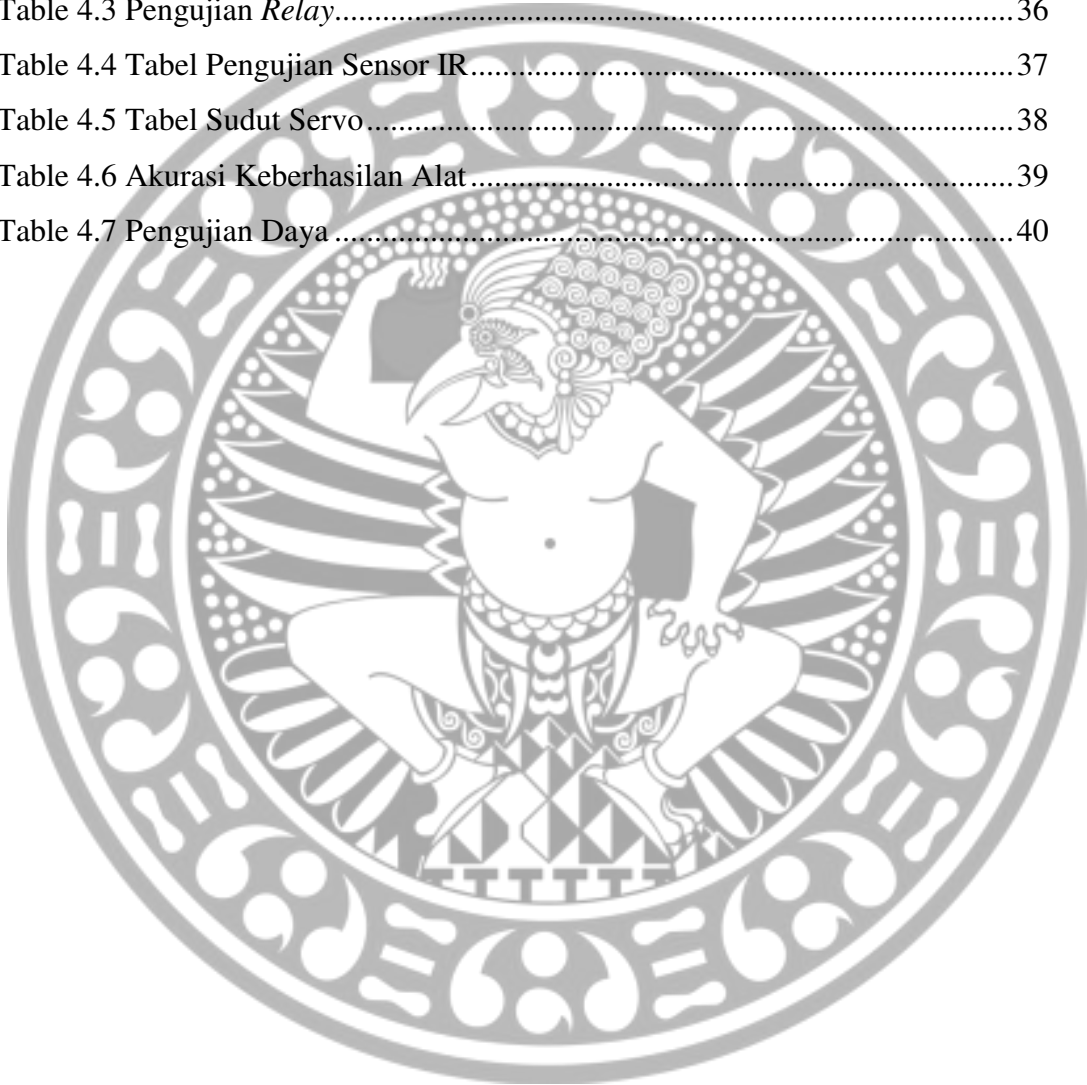 Table 4.3 Pengujian Relay....................................................................................36
Table 4.4 Tabel Pengujian Sensor IR..................................................................37
Table 4.5 Tabel Sudut Servo................................................................................38
Table 4.6 Akurasi Keberhasilan Alat..................................................................39
Table 4.7 Pengujian Daya....................................................................................40